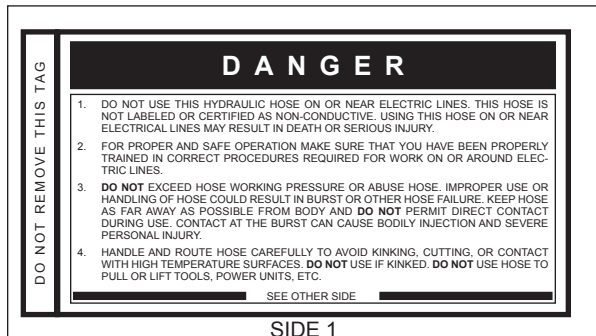 DO NOT REMOVE THIS TAG
DANGER
1. DO NOT USE THIS HYDRAULIC HOSE ON OR NEAR ELECTRIC LINES. THIS HOSE IS
NOT LABELED OR CERTIFIED AS NON-CONDUCTIVE. USING THIS HOSE ON OR NEAR
ELECTRICAL LINES MAY RESULT IN DEATH OR SERIOUS INJURY.
2. FOR PROPER AND SAFE OPERATION MAKE SURE THAT YOU HAVE BEEN PROPERLY
TRAINED IN CORRECT PROCEDURES REQUIRED FOR WORK ON OR AROUND ELEC-
TRIC LINES.
3. DO NOT EXCEED HOSE WORKING PRESSURE OR ABUSE HOSE. IMPROPER USE OR
HANDLING OF HOSE COULD RESULT IN BURST OR OTHER HOSE FAILURE. KEEP HOSE
AS FAR AWAY AS POSSIBLE FROM BODY AND DO NOT PERMIT DIRECT CONTACT
DURING USE. CONTACT AT THE BURST CAN CAUSE BODILY INJECTION AND SEVERE
PERSONAL INJURY.
4. HANDLE AND ROUTE HOSE CAREFULLY TO AVOID KINKING, CUTTING, OR CONTACT
WITH HIGH TEMPERATURE SURFACES. DO NOT USE IF KINKED. DO NOT USE HOSE TO
PULL OR LIFT TOOLS, POWER UNITS, ETC.
SEE OTHER SIDE
SIDE 1